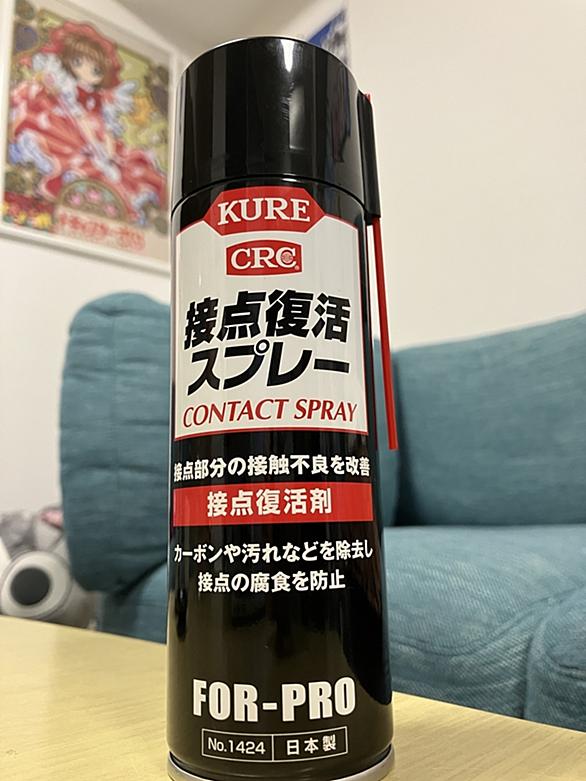 KURE
CRC
接点復活
スプレー
CONTACT SPRAY
接点部分の接触不良を改善
接点復活剤
カーボンや汚れなどを除去し
接点の腐食を防止
FOR-PRO
No.1424 日本製